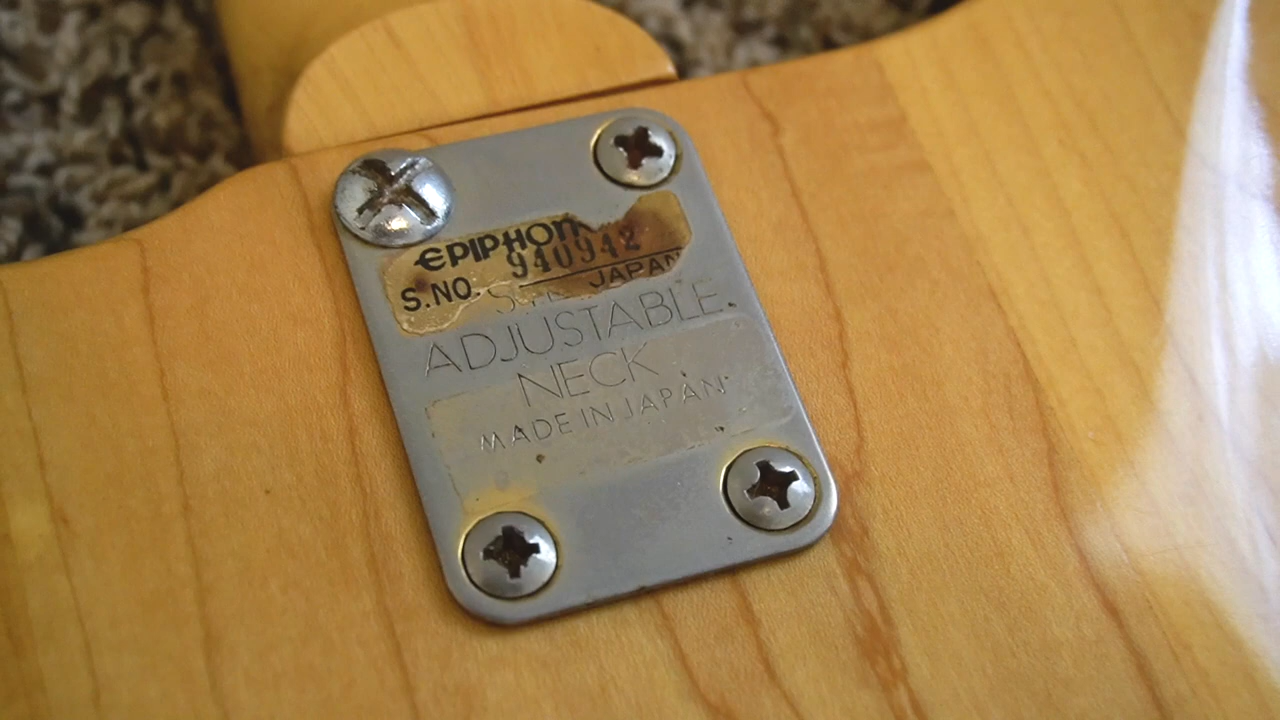 EPIPHON
S.NO. 940942
JAPAN
ADJUSTABLE
NECK
MADE IN JAPAN